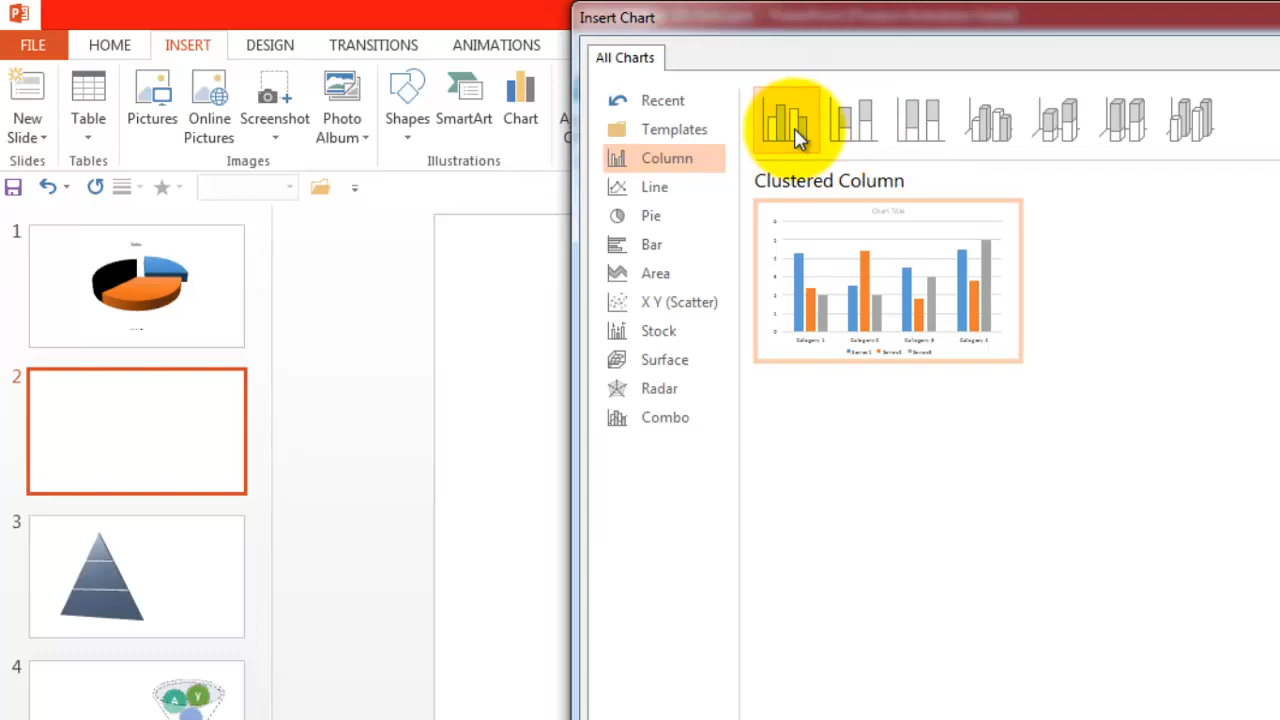 Insert Chart
FILE HOME INSERT DESIGN TRANSITIONS ANIMATIONS
All Charts
New Slide
Table
Pictures
Online Pictures
Screenshot
Photo Album
Shapes
SmartArt
Chart
Slides
Tables
Images
Illustrations
Recent
Templates
Column
Line
Pie
Bar
Area
X Y (Scatter)
Stock
Surface
Radar
Combo
Clustered Column
Chart Title
1
2
3
4
A
Y